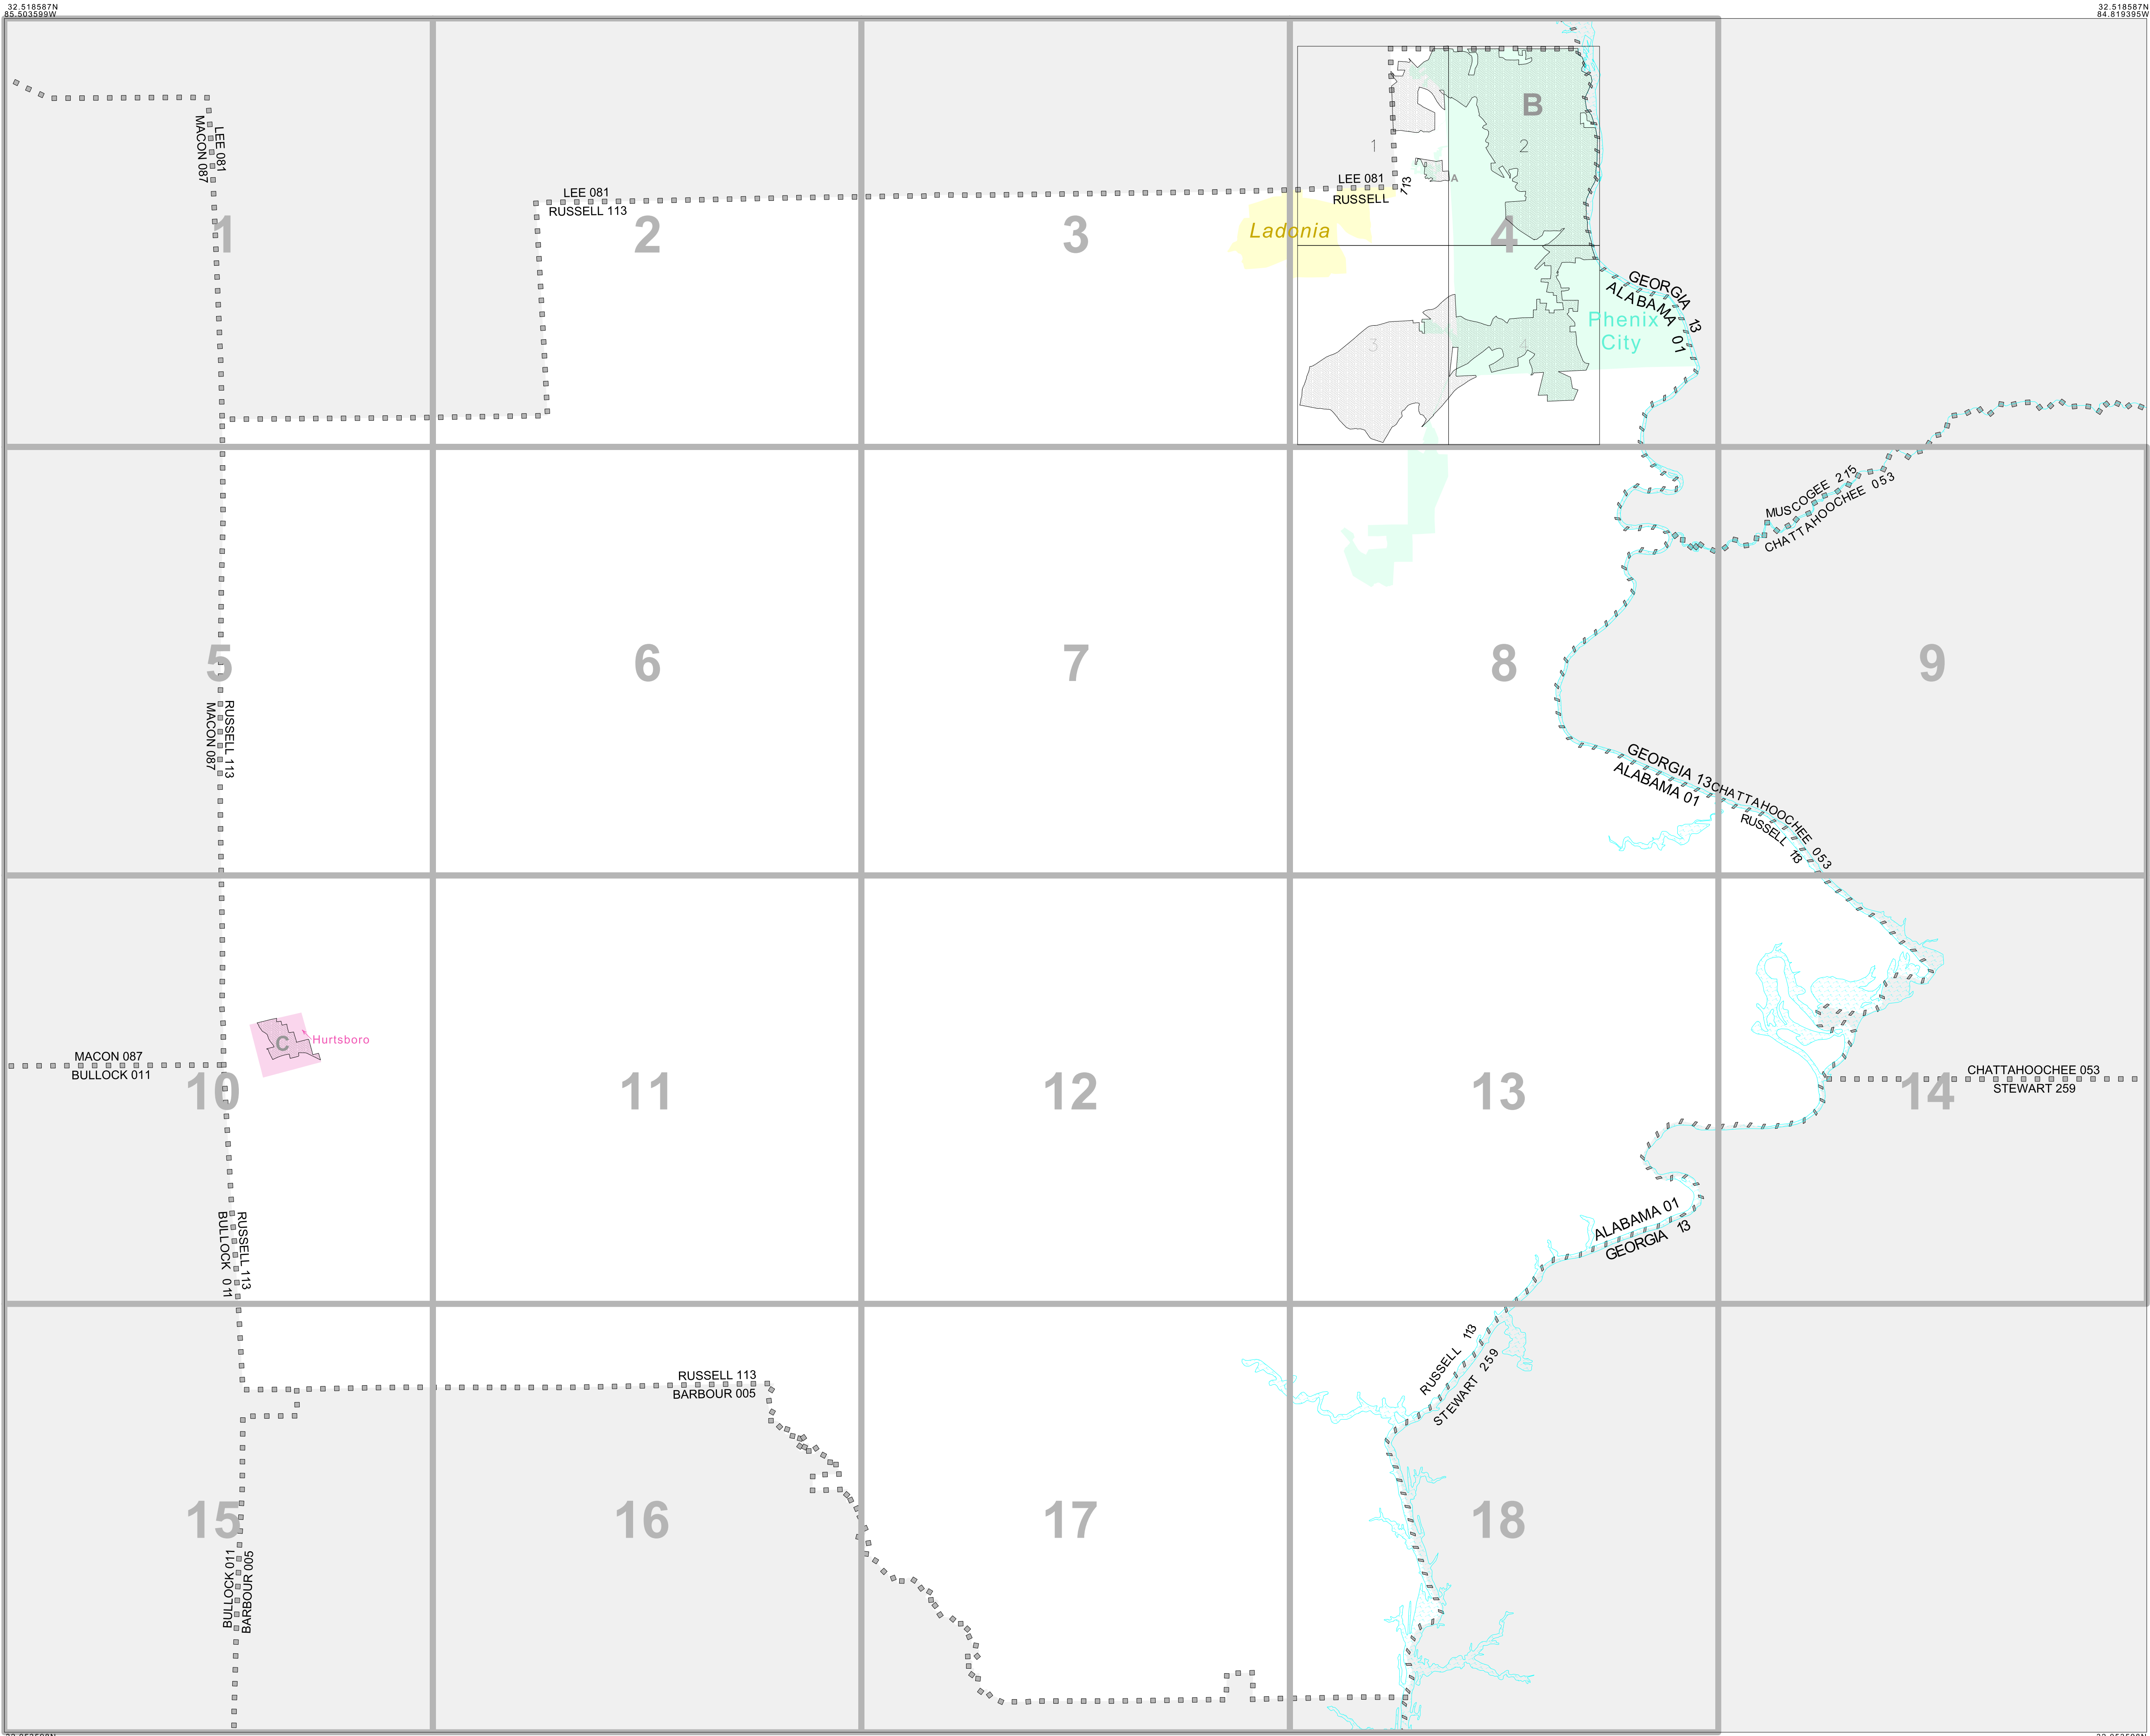 32.518587N
85.503599W
32.518587N
84.819395W
B
1
2
LEE 081
MACON 087
LEE 081
RUSSELL 113
LEE 081
RUSSELL
113
A
1
2
3
Ladonia
4
GEORGIA 13
ALABAMA 01
Phenix
City
3
4
MUSCOGEE 215
CHATTAHOOCHEE 053
5
6
7
8
9
RUSSELL 113
MACON 087
GEORGIA 13
ALABAMA 01
CHATTAHOOCHEE 053
RUSSELL 113
C
Hurtsboro
MACON 087
BULLOCK 011
10
11
12
13
14
CHATTAHOOCHEE 053
STEWART 259
RUSSELL 113
BULLOCK 011
ALABAMA 01
GEORGIA 13
RUSSELL 113
STEWART 259
RUSSELL 113
BARBOUR 005
15
16
17
18
BULLOCK 011
BARBOUR 005